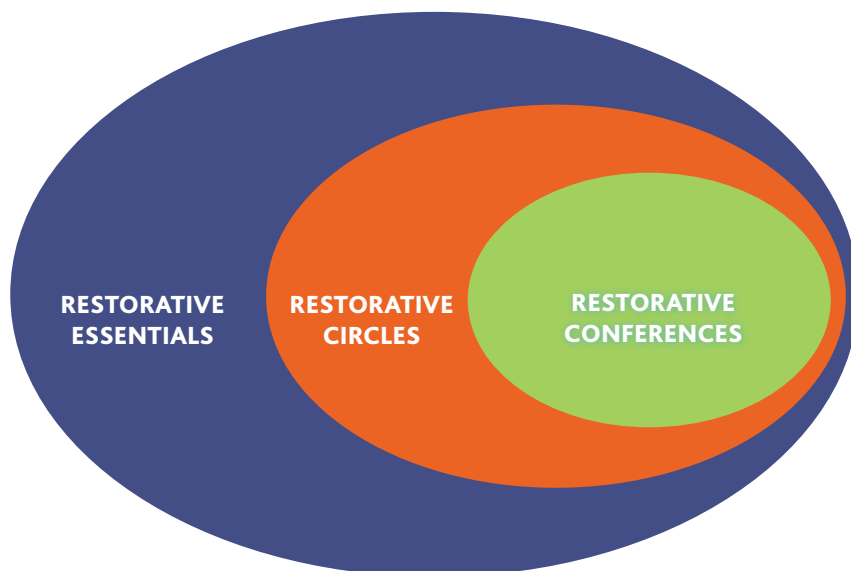 RESTORATIVE
ESSENTIALS
RESTORATIVE
CIRCLES
RESTORATIVE
CONFERENCES